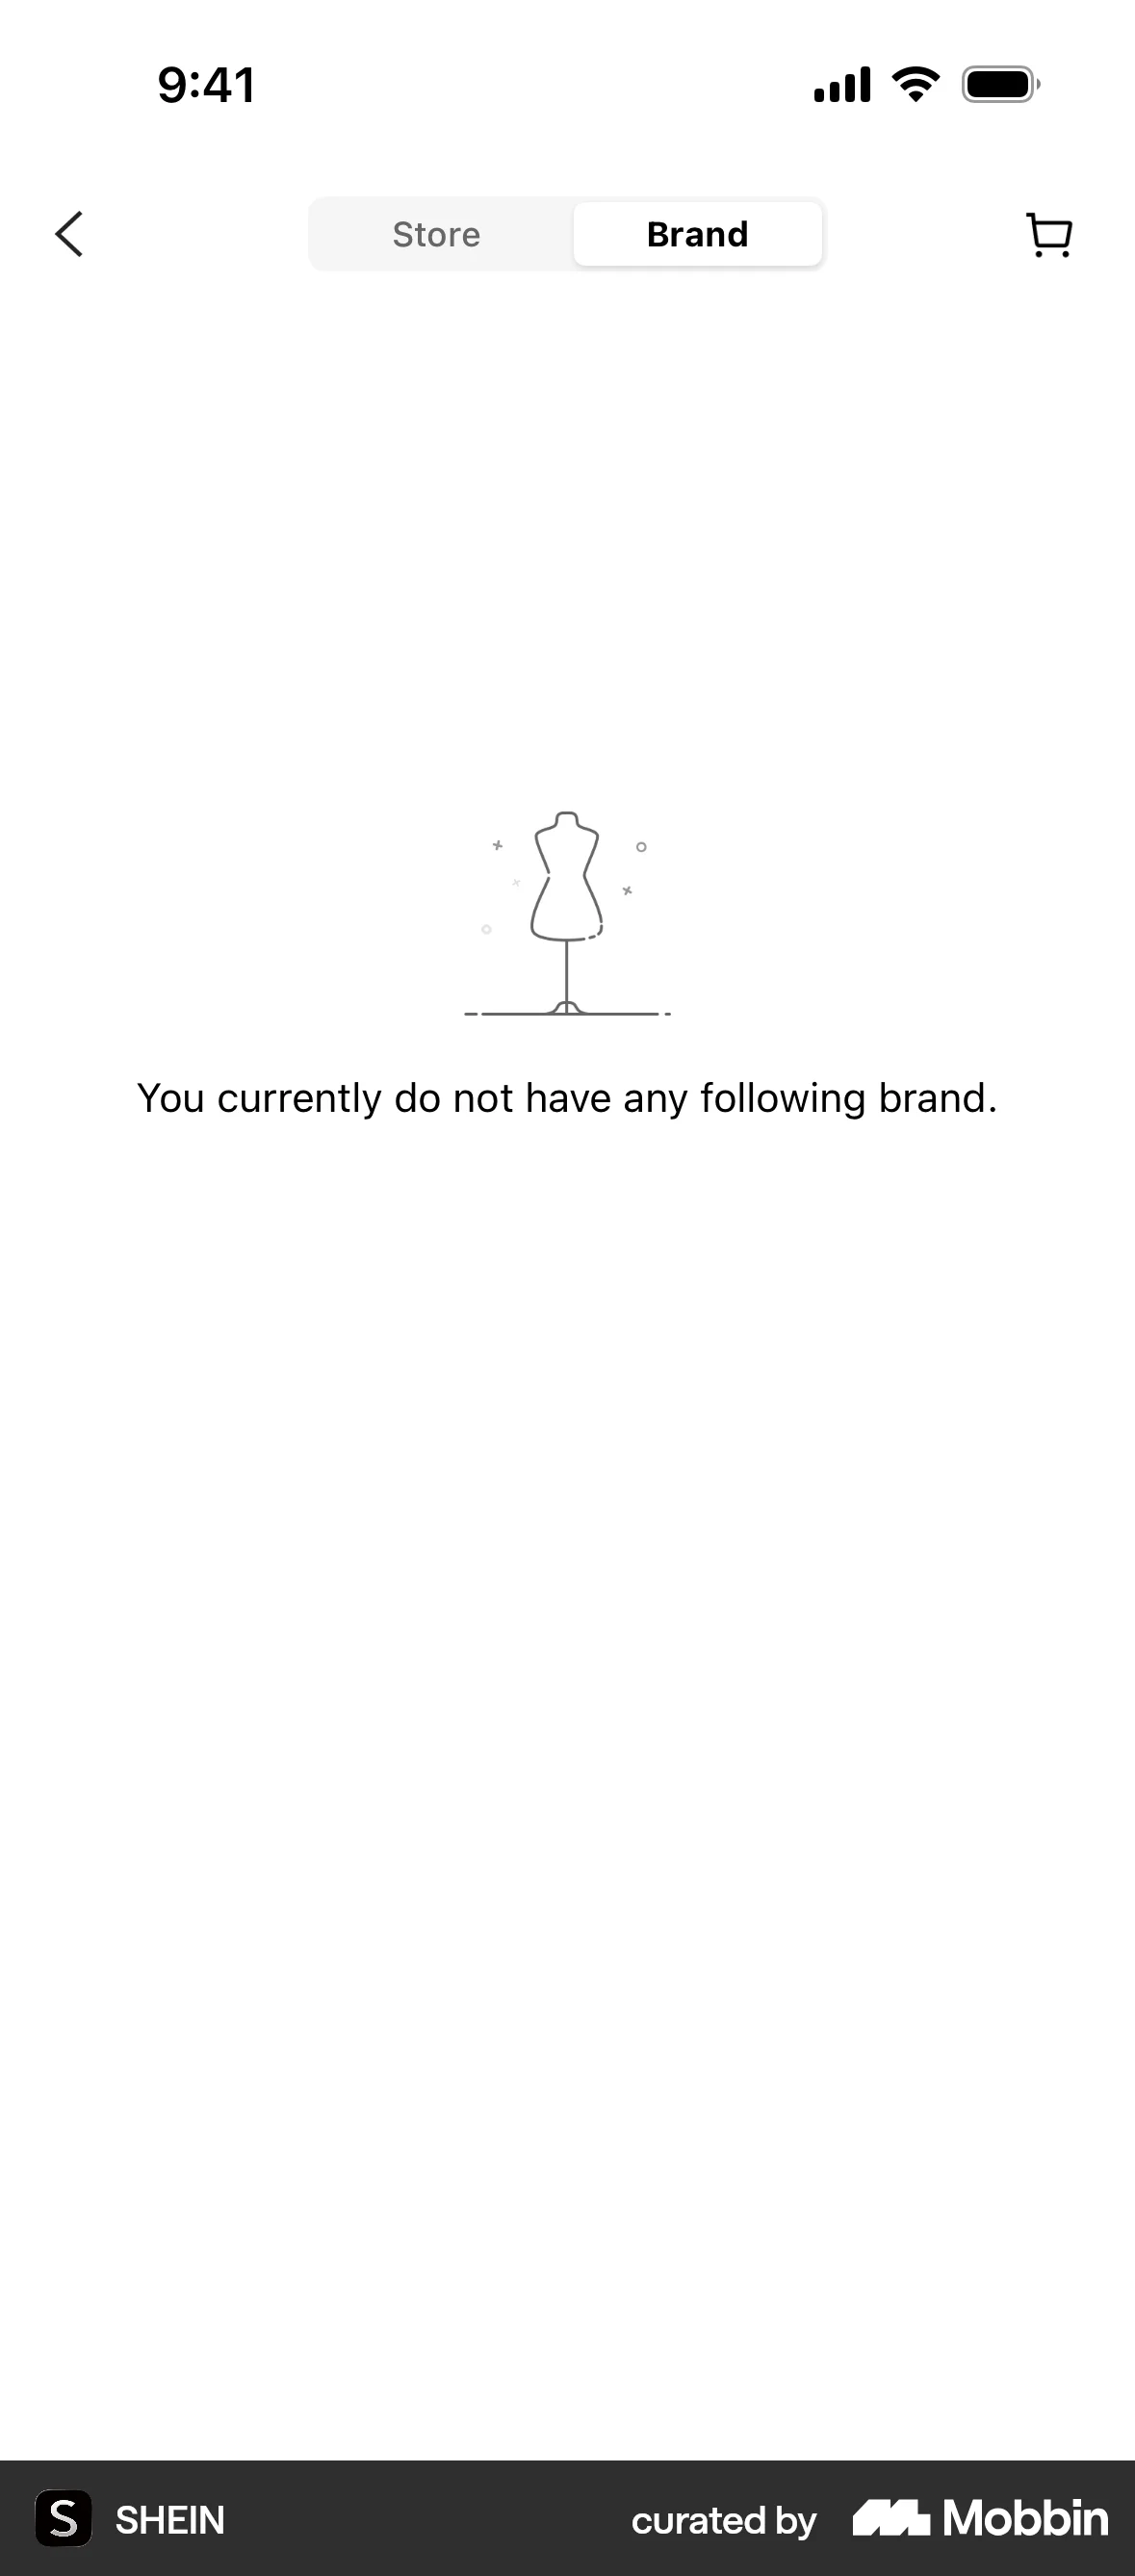 9:41
Store
Brand
You currently do not have any following brand.
S
SHEIN
curated by
Mobbin